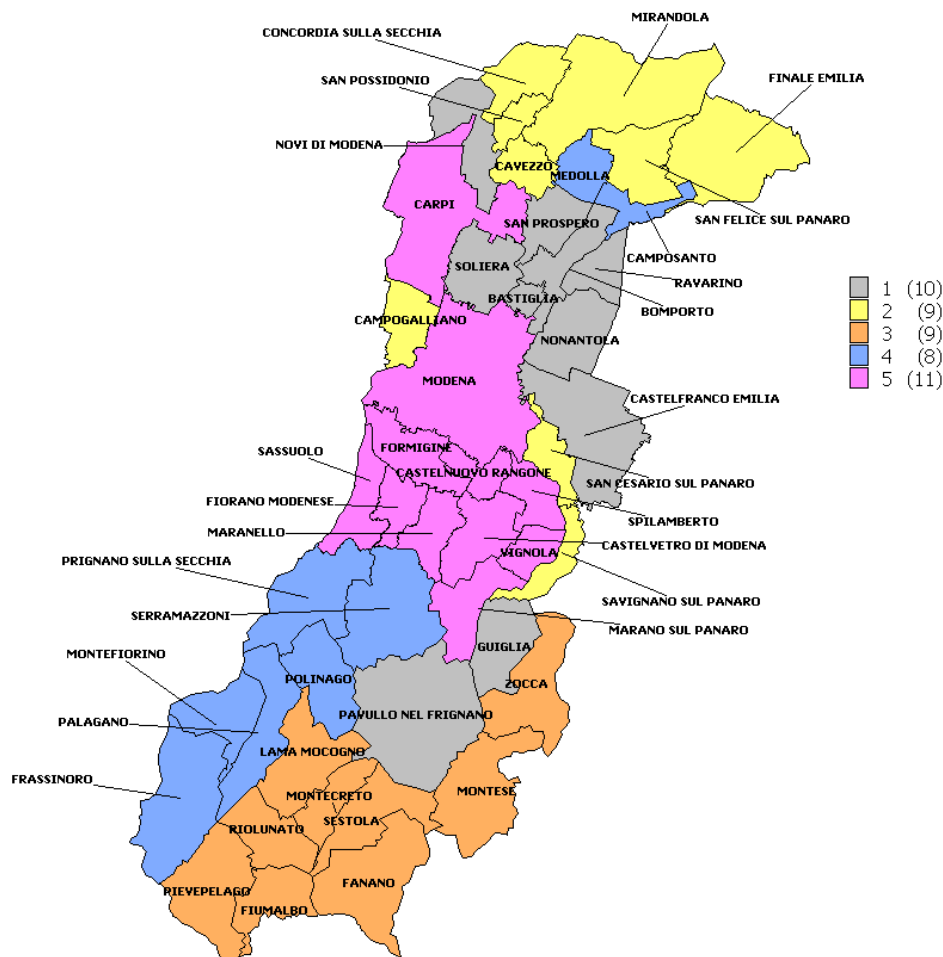 MIRANDOLA
CONCORDIA SULLA SECCHIA
SAN POSSIDONIO
FINALE EMILIA
NOVI DI MODENA
CAVEZZO
MEDOLLA
CARPI
SAN PROSPERO
SAN FELICE SUL PANARO
CAMPOSANTO
SOLIERA
RAVARINO
BASTIGLIA
BOMPORTO
CAMPOGALLIANO
NONANTOLA
MODENA
CASTELFRANCO EMILIA
FORMIGINE
SASSUOLO
CASTELNUOVO RANGONE
SAN CESARIO SUL PANARO
FIORANO MODENESE
SPILAMBERTO
MARANELLO
CASTELVETRO DI MODENA
VIGNOLA
PRIGNANO SULLA SECCHIA
SAVIGNANO SUL PANARO
SERRAMAZZONI
MARANO SUL PANARO
GUIGLIA
MONTEFIORINO
POLINAGO
ZOCCA
PALAGANO
PAVULLO NEL FRIGNANO
LAMA MOCOGNO
FRASSINORO
MONTESE
MONTECRETO
SESTOLA
RIOLUNATO
FANANO
PIEVEPELAGO
FIUMALBO
1 (10)
2 (9)
3 (9)
4 (8)
5 (11)